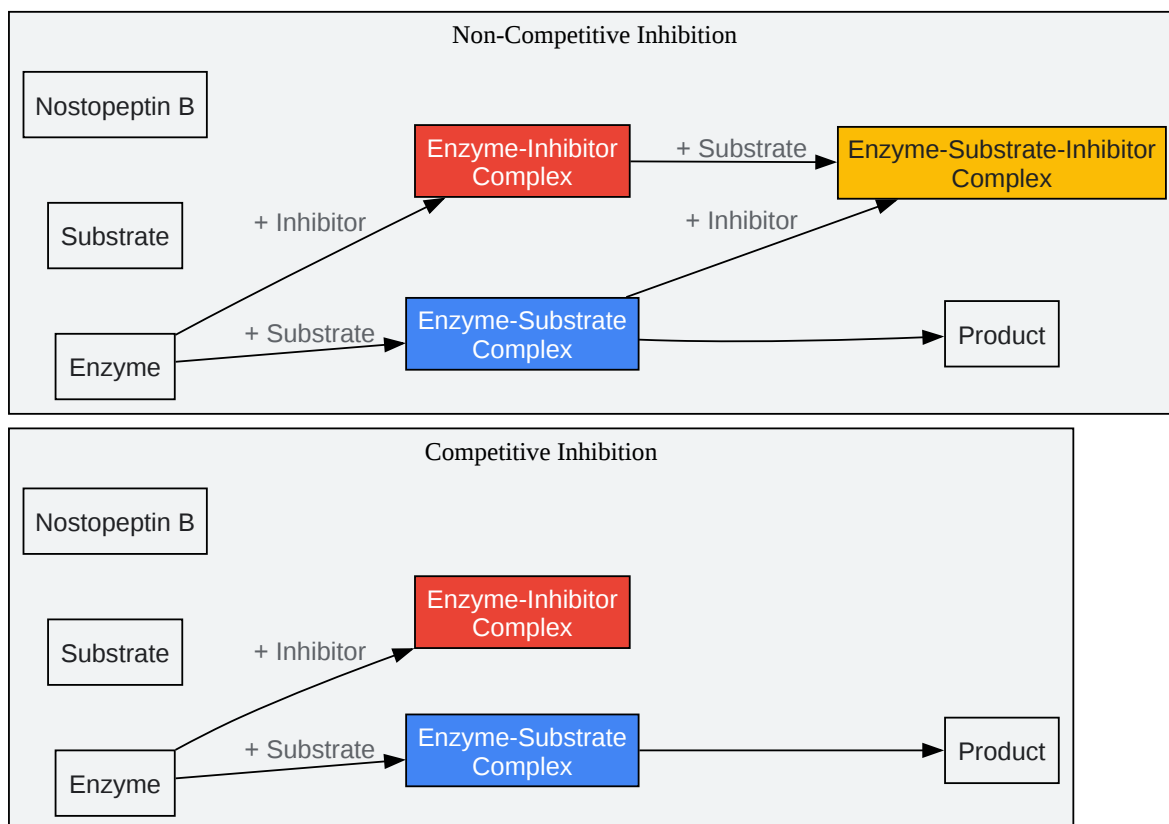 Non-Competitive Inhibition
Nostopeptin B
Enzyme-Inhibitor
Complex
+ Substrate
Enzyme-Substrate-Inhibitor
Complex
Substrate
+ Inhibitor
+ Inhibitor
Enzyme
+ Substrate
Enzyme-Substrate
Complex
Product
Competitive Inhibition
Nostopeptin B
Enzyme-Inhibitor
Complex
Substrate
+ Inhibitor
Enzyme
+ Substrate
Enzyme-Substrate
Complex
Product